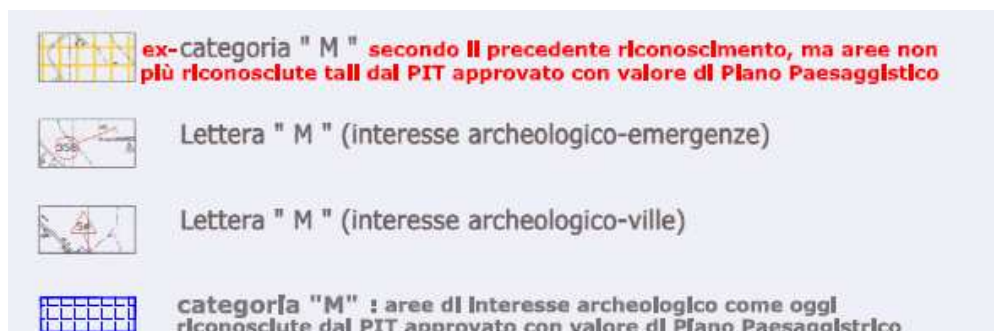 ex-categoria " M " secondo il precedente riconoscimento, ma aree non
più riconosciute tali dal PIT approvato con valore di Piano Paesaggistico
Lettera " M " (interesse archeologico-emergenze)
Lettera " M " (interesse archeologico-ville)
categoria "M" : aree di interesse archeologico come oggi
riconosciute dal PIT approvato con valore di Piano Paesaggistrico